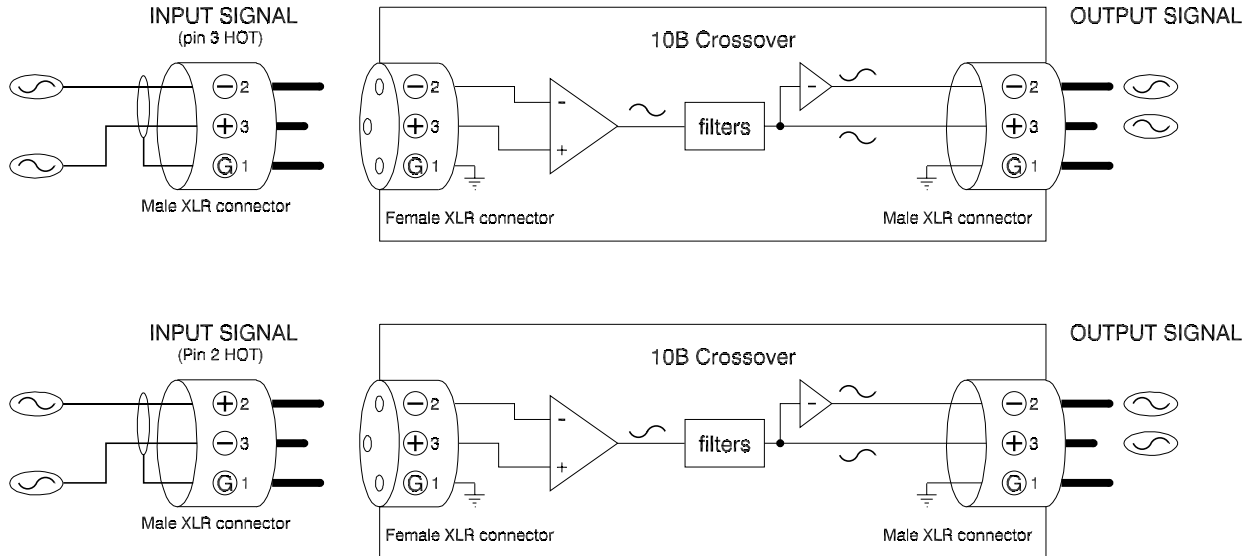 INPUT SIGNAL
(pin 3 HOT)
OUTPUT SIGNAL
10B Crossover
− 2
+ 3
G 1
Male XLR connector
− 2
+ 3
G 1
Female XLR connector
-
+
filters
-
− 2
+ 3
G 1
Male XLR connector
INPUT SIGNAL
(Pin 2 HOT)
OUTPUT SIGNAL
10B Crossover
+ 2
− 3
G 1
Male XLR connector
− 2
+ 3
G 1
Female XLR connector
-
+
filters
-
− 2
+ 3
G 1
Male XLR connector